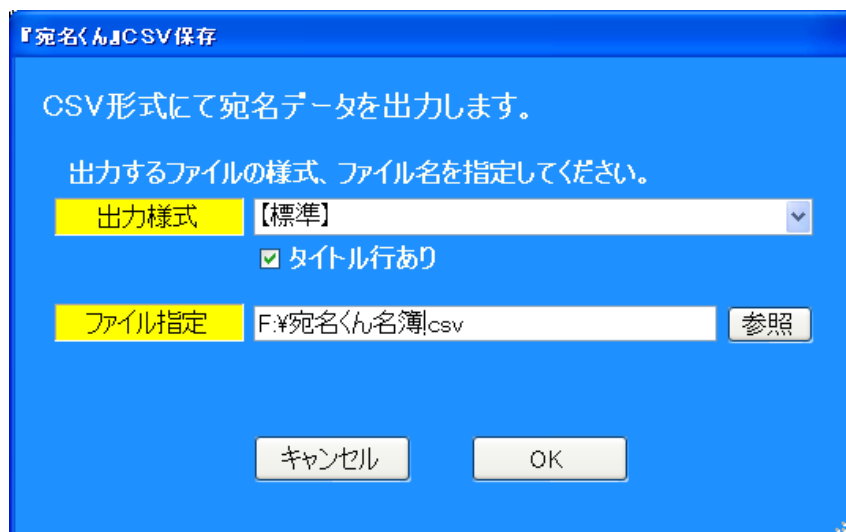 『宛名くん』CSV保存
CSV形式にて宛名データを出力します。
出力するファイルの様式、ファイル名を指定してください。
出力様式 【標準】
タイトル行あり
ファイル指定 F:¥宛名くん名簿.csv 参照
キャンセル OK